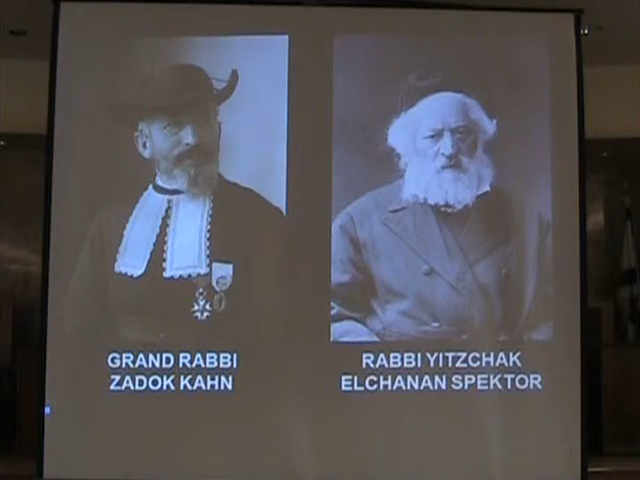 GRAND RABBI
ZADOK KAHN
RABBI YITZCHAK
ELCHANAN SPEKTOR